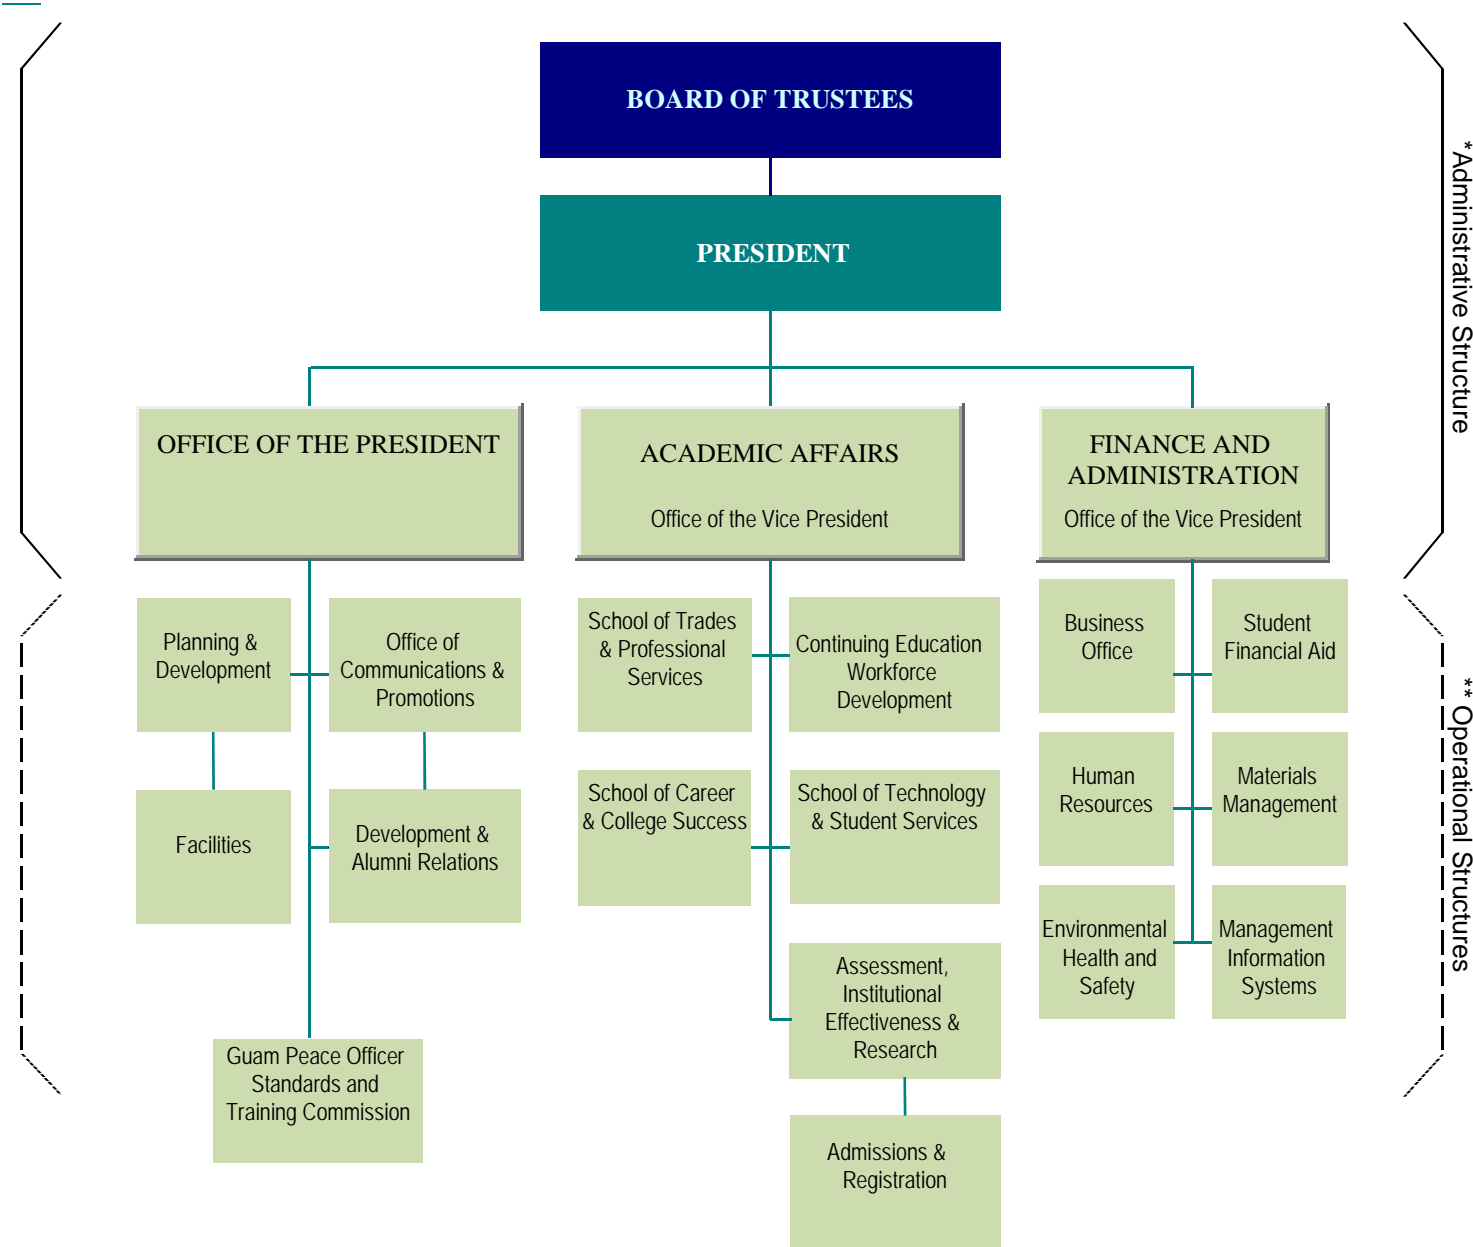 BOARD OF TRUSTEES
PRESIDENT
OFFICE OF THE PRESIDENT
ACADEMIC AFFAIRS
Office of the Vice President
FINANCE AND
ADMINISTRATION
Office of the Vice President
*Administrative Structure
Planning &
Development
Office of
Communications &
Promotions
Facilities
Development &
Alumni Relations
Guam Peace Officer
Standards and
Training Commission
School of Trades
& Professional
Services
Continuing Education
Workforce
Development
School of Career
& College Success
School of Technology
& Student Services
Assessment,
Institutional
Effectiveness &
Research
Admissions &
Registration
Business
Office
Student
Financial Aid
Human
Resources
Materials
Management
Environmental
Health and
Safety
Management
Information
Systems
** Operational Structures